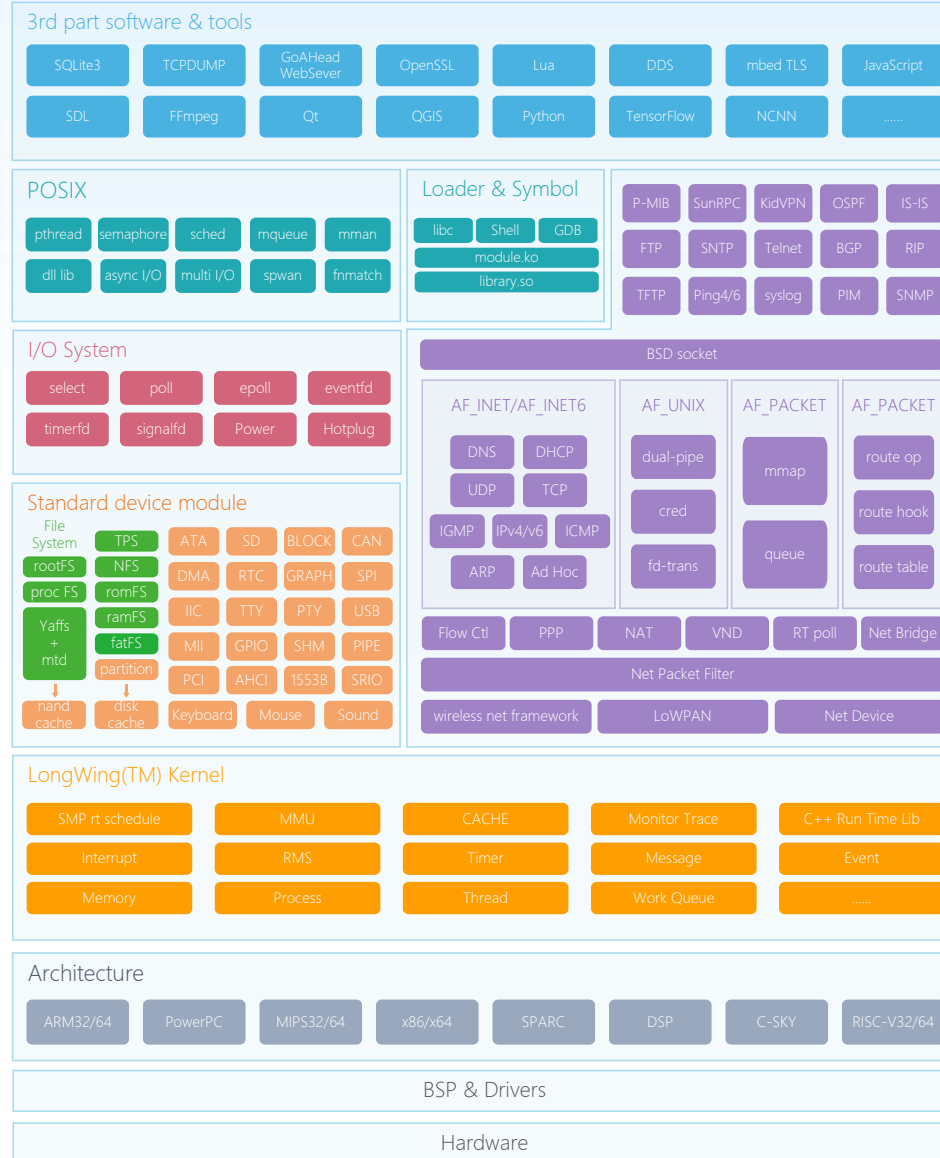 3rd part software & tools
SQLite3
TCPDUMP
GoAHead
WebSever
OpenSSL
Lua
DDS
mbed TLS
JavaScript
SDL
FFmpeg
Qt
QGIS
Python
TensorFlow
NCNN
......
POSIX
pthread
semaphore
sched
mqueue
mman
dll lib
async I/O
multi I/O
spwan
fnmatch
Loader & Symbol
libc
Shell
GDB
module.ko
library.so
P-MIB
SunRPC
KidVPN
OSPF
IS-IS
FTP
SNTP
Telnet
BGP
RIP
TFTP
Ping4/6
syslog
PIM
SNMP
I/O System
select
poll
epoll
eventfd
timerfd
signalfd
Power
Hotplug
BSD socket
AF_INET/AF_INET6
DNS
DHCP
UDP
TCP
IGMP
IPv4/v6
ICMP
ARP
Ad Hoc
AF_UNIX
dual-pipe
cred
fd-trans
AF_PACKET
mmap
queue
AF_PACKET
route op
route hook
route table
Flow Ctl
PPP
NAT
VND
RT poll
Net Bridge
Net Packet Filter
wireless net framework
LoWPAN
Net Device
Standard device module
File
System
rootFS
proc FS
Yaffs
+
mtd
nand
cache
TPS
NFS
romFS
ramFS
fatFS
partition
disk
cache
ATA
SD
BLOCK
CAN
DMA
RTC
GRAPH
SPI
IIC
TTY
PTY
USB
MII
GPIO
SHM
PIPE
PCI
AHCI
1553B
SRIO
Keyboard
Mouse
Sound
LongWing(TM) Kernel
SMP rt schedule
MMU
CACHE
Monitor Trace
C++ Run Time Lib
Interrupt
RMS
Timer
Message
Event
Memory
Process
Thread
Work Queue
......
Architecture
ARM32/64
PowerPC
MIPS32/64
x86/x64
SPARC
DSP
C-SKY
RISC-V32/64
BSP & Drivers
Hardware